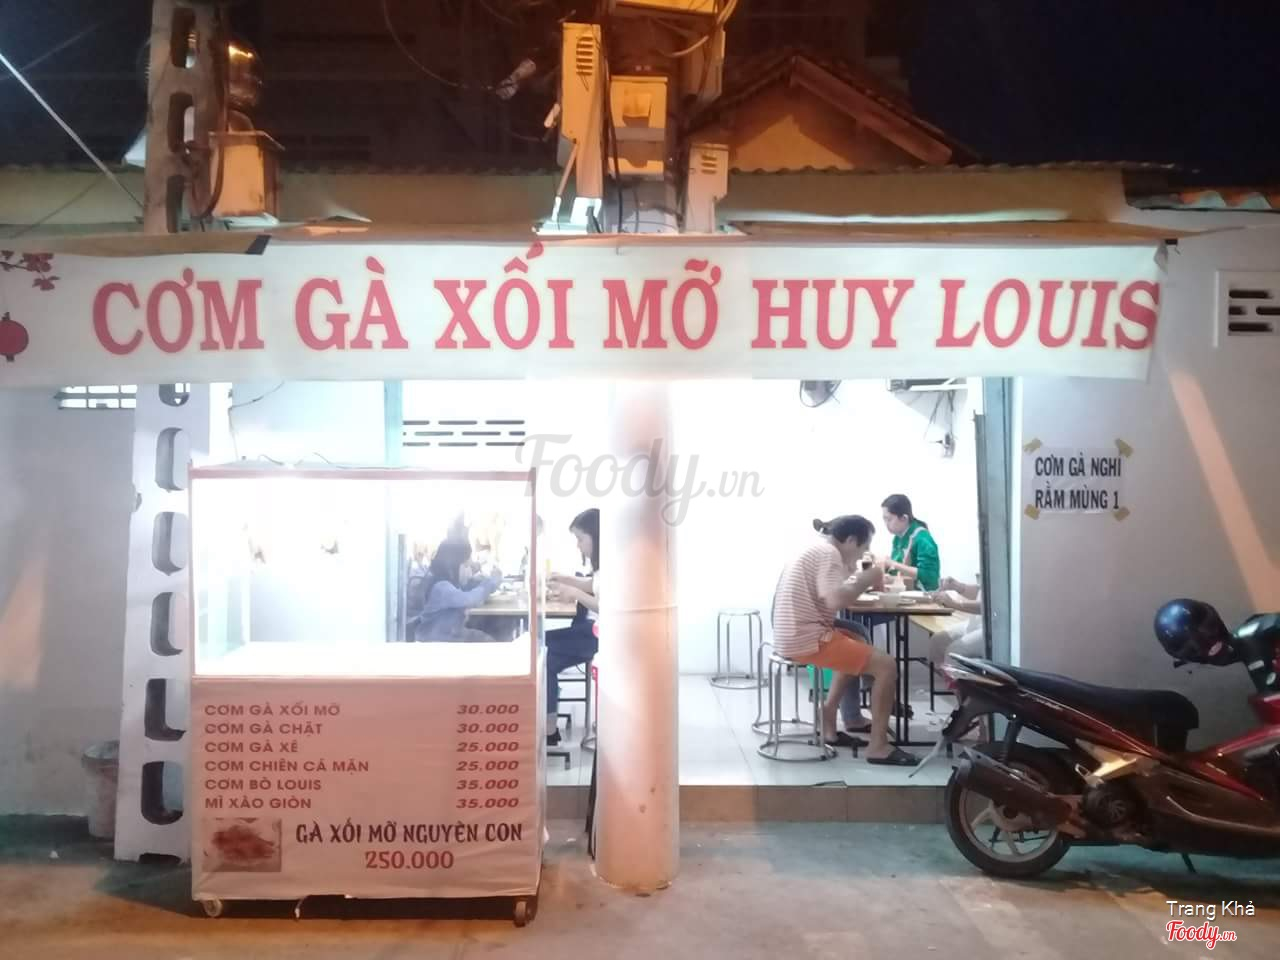 CƠM GÀ XỐI MỠ HUY LOUIS
Foody.vn
CƠM GÀ NGHỈ
RẰM MÙNG 1
CƠM GÀ XỐI MỠ 30.000
CƠM GÀ CHẶT 30.000
CƠM GÀ XÉ 25.000
CƠM CHIÊN CÁ MẶN 25.000
CƠM BÒ LOUIS 35.000
MÌ XÀO GIÒN 35.000
GÀ XỐI MỠ NGUYÊN CON
250.000
Trang Khả
Foody.vn